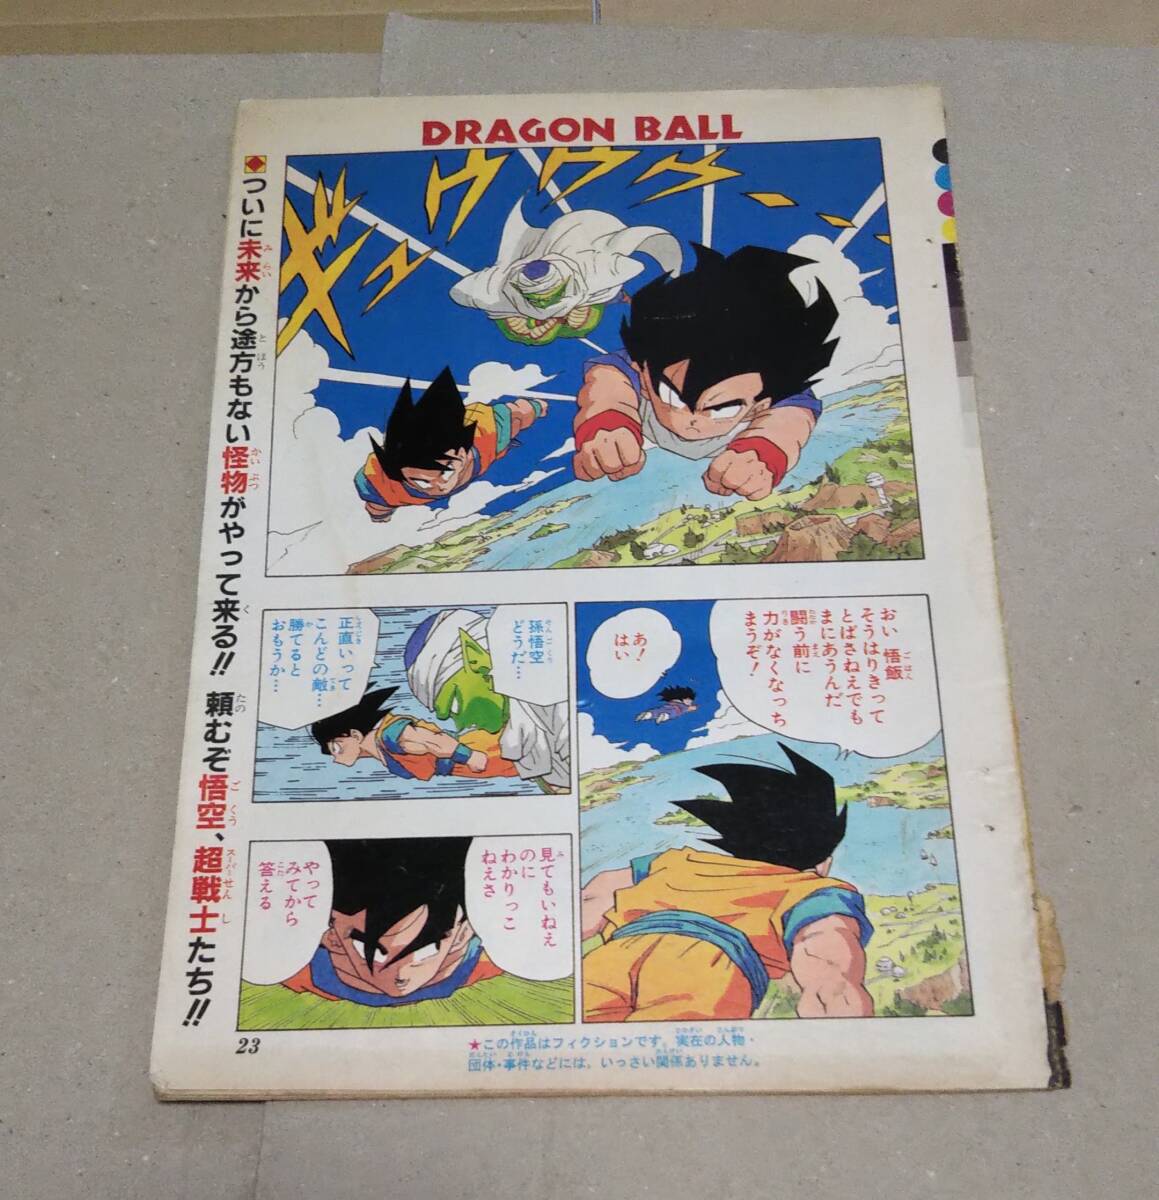 DRAGON BALL
◆ついに未来から途方もない怪物がやって来る!! 頼むぞ悟空、超戦士たち!!
ギュウウウ
おい 悟飯
そうはりきって
とばさねえでも
まにあうんだ
闘う前に
力がなくなっち
まうぞ!
あ!
はい
孫悟空
どうだ…
正直いって
こんどの敵…
勝てると
おもうか…
見てもいねえ
のに
わかりっこ
ねえさ
やって
みてから
答える
23
★この作品はフィクションです。実在の人物・
団体・事件などには、いっさい関係ありません。